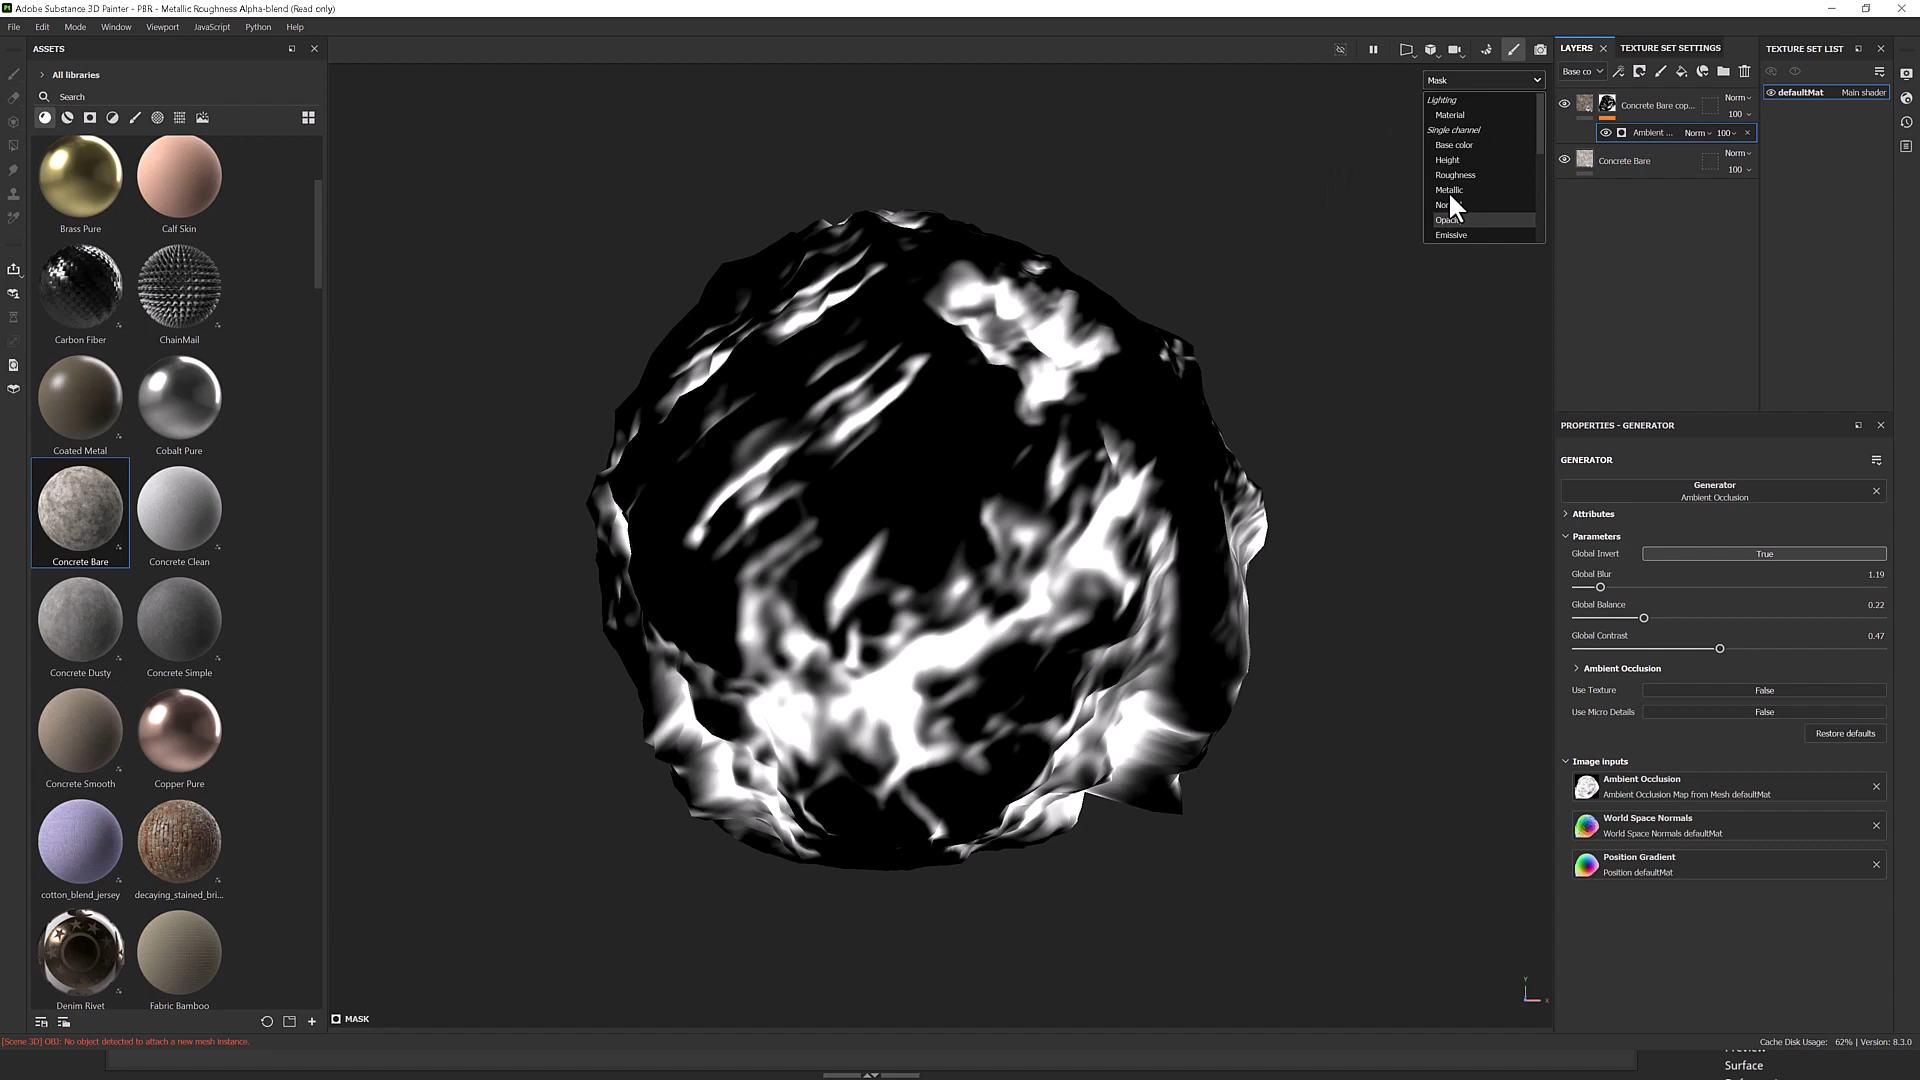 Adobe Substance 3D Painter - PBR - Metallic Roughness Alpha-blend (Read only)
File Edit Mode Window Viewport JavaScript Python Help
ASSETS
All libraries
Search
Brass Pure
Calf Skin
Carbon Fiber
ChainMail
Coated Metal
Cobalt Pure
Concrete Bare
Concrete Clean
Concrete Dusty
Concrete Simple
Concrete Smooth
Copper Pure
cotton_blend_jersey
decaying_stained_bri...
Denim Rivet
Fabric Bamboo
Mask
Lighting
Material
Single channel
Base color
Height
Roughness
Metallic
Nor
Opaci
Emissive
Y
X
MASK
LAYERS
TEXTURE SET SETTINGS
Base co
Concrete Bare cop...
Norm
100
Ambient ...
Norm
100
Concrete Bare
Norm
100
TEXTURE SET LIST
defaultMat
Main shader
PROPERTIES - GENERATOR
GENERATOR
Generator
Ambient Occlusion
Attributes
Parameters
Global Invert
True
Global Blur
1.19
Global Balance
0.22
Global Contrast
0.47
Ambient Occlusion
Use Texture
False
Use Micro Details
False
Restore defaults
Image inputs
Ambient Occlusion
Ambient Occlusion Map from Mesh defaultMat
World Space Normals
World Space Normals defaultMat
Position Gradient
Position defaultMat
[Scene 3D] OBJ: No object detected to attach a new mesh instance.
Cache Disk Usage: 62% | Version: 8.3.0
Surface